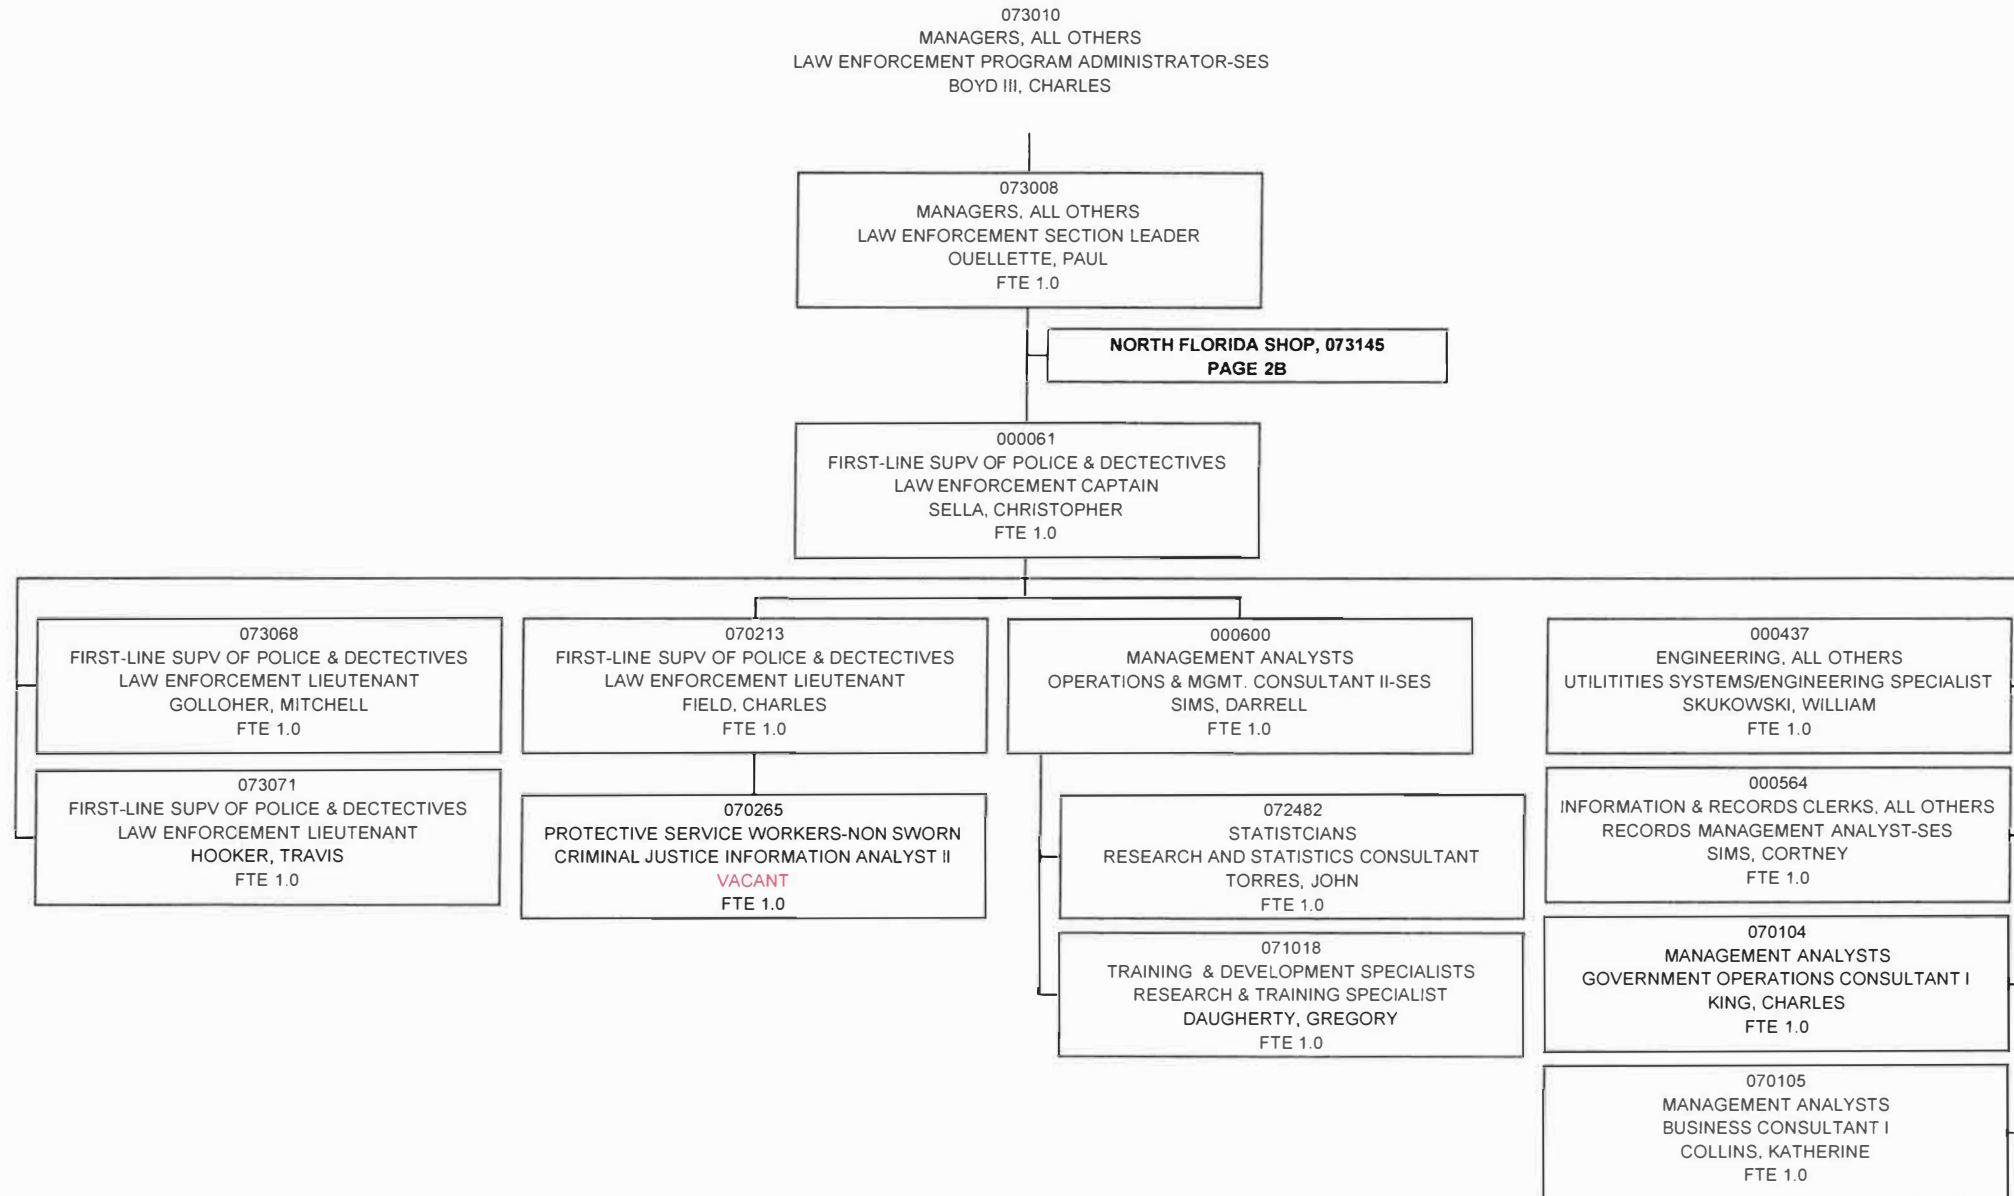 073010
MANAGERS, ALL OTHERS
LAW ENFORCEMENT PROGRAM ADMINISTRATOR-SES
BOYD III, CHARLES
073008
MANAGERS, ALL OTHERS
LAW ENFORCEMENT SECTION LEADER
OUELLETTE, PAUL
FTE 1.0
NORTH FLORIDA SHOP, 073145
PAGE 2B
000061
FIRST-LINE SUPV OF POLICE & DECTECTIVES
LAW ENFORCEMENT CAPTAIN
SELLA, CHRISTOPHER
FTE 1.0
073068
FIRST-LINE SUPV OF POLICE & DECTECTIVES
LAW ENFORCEMENT LIEUTENANT
GOLLOHER, MITCHELL
FTE 1.0
073071
FIRST-LINE SUPV OF POLICE & DECTECTIVES
LAW ENFORCEMENT LIEUTENANT
HOOKER, TRAVIS
FTE 1.0
070213
FIRST-LINE SUPV OF POLICE & DECTECTIVES
LAW ENFORCEMENT LIEUTENANT
FIELD, CHARLES
FTE 1.0
070265
PROTECTIVE SERVICE WORKERS-NON SWORN
CRIMINAL JUSTICE INFORMATION ANALYST II
VACANT
FTE 1.0
000600
MANAGEMENT ANALYSTS
OPERATIONS & MGMT. CONSULTANT II-SES
SIMS, DARRELL
FTE 1.0
072482
STATISTCIANS
RESEARCH AND STATISTICS CONSULTANT
TORRES, JOHN
FTE 1.0
071018
TRAINING & DEVELOPMENT SPECIALISTS
RESEARCH & TRAINING SPECIALIST
DAUGHERTY, GREGORY
FTE 1.0
000437
ENGINEERING, ALL OTHERS
UTILITITIES SYSTEMS/ENGINEERING SPECIALIST
SKUKOWSKI, WILLIAM
FTE 1.0
000564
INFORMATION & RECORDS CLERKS, ALL OTHERS
RECORDS MANAGEMENT ANALYST-SES
SIMS, CORTNEY
FTE 1.0
070104
MANAGEMENT ANALYSTS
GOVERNMENT OPERATIONS CONSULTANT I
KING, CHARLES
FTE 1.0
070105
MANAGEMENT ANALYSTS
BUSINESS CONSULTANT I
COLLINS, KATHERINE
FTE 1.0